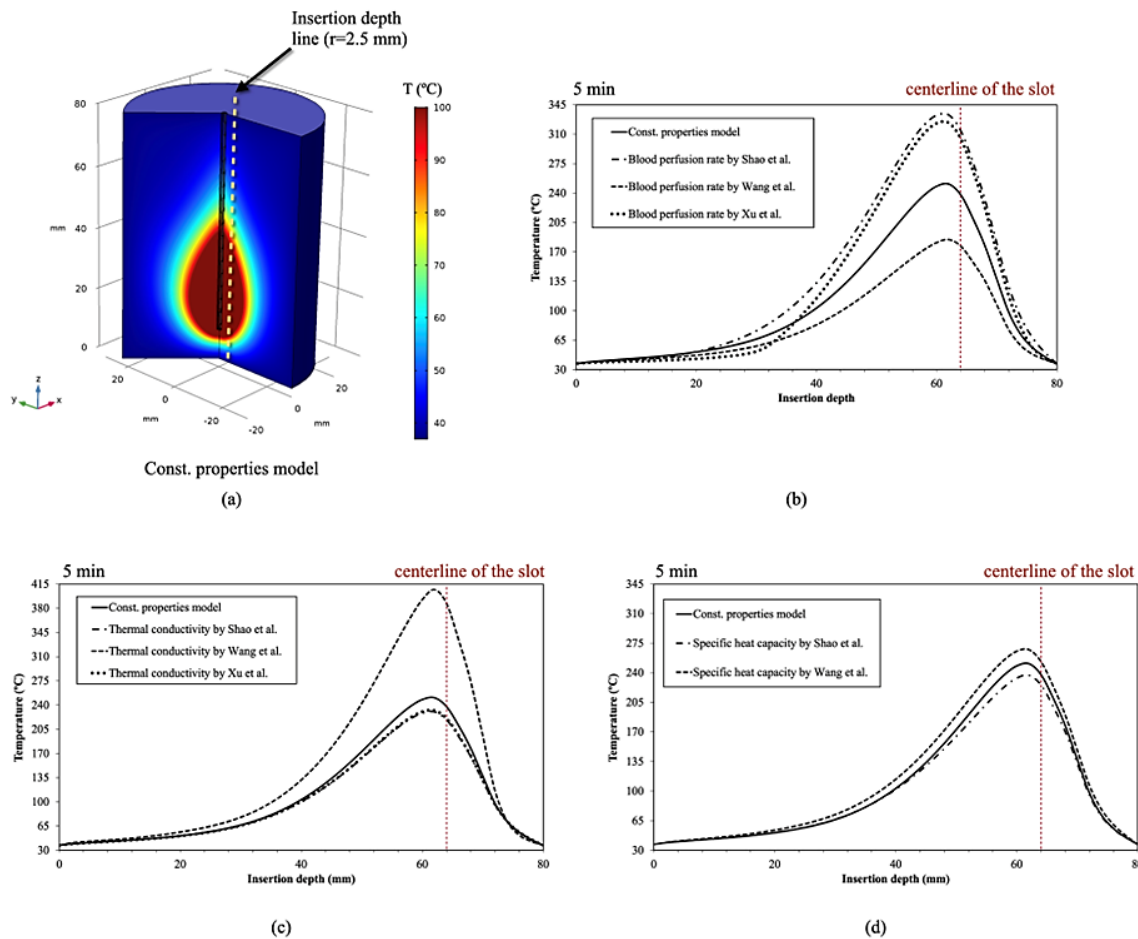 Insertion depth
line (r=2.5 mm)
T (ºC)
80
60
mm
40
20
0
100
90
80
70
60
50
40
20
0
mm
-20
20
0
mm
-20
z
y
x
Const. properties model
(a)
5 min
centerline of the slot
345
310
275
240
205
170
135
100
65
30
Temperature (ºC)
Const. properties model
Blood perfusion rate by Shao et al.
Blood perfusion rate by Wang et al.
Blood perfusion rate by Xu et al.
0
20
40
60
80
Insertion depth
(b)
5 min
centerline of the slot
415
380
345
310
275
240
205
170
135
100
65
30
Temperature (ºC)
Const. properties model
Thermal conductivity by Shao et al.
Thermal conductivity by Wang et al.
Thermal conductivity by Xu et al.
0
20
40
60
80
Insertion depth (mm)
(c)
5 min
centerline of the slot
345
310
275
240
205
170
135
100
65
30
Temperature (ºC)
Const. properties model
Specific heat capacity by Shao et al.
Specific heat capacity by Wang et al.
0
20
40
60
80
Insertion depth (mm)
(d)